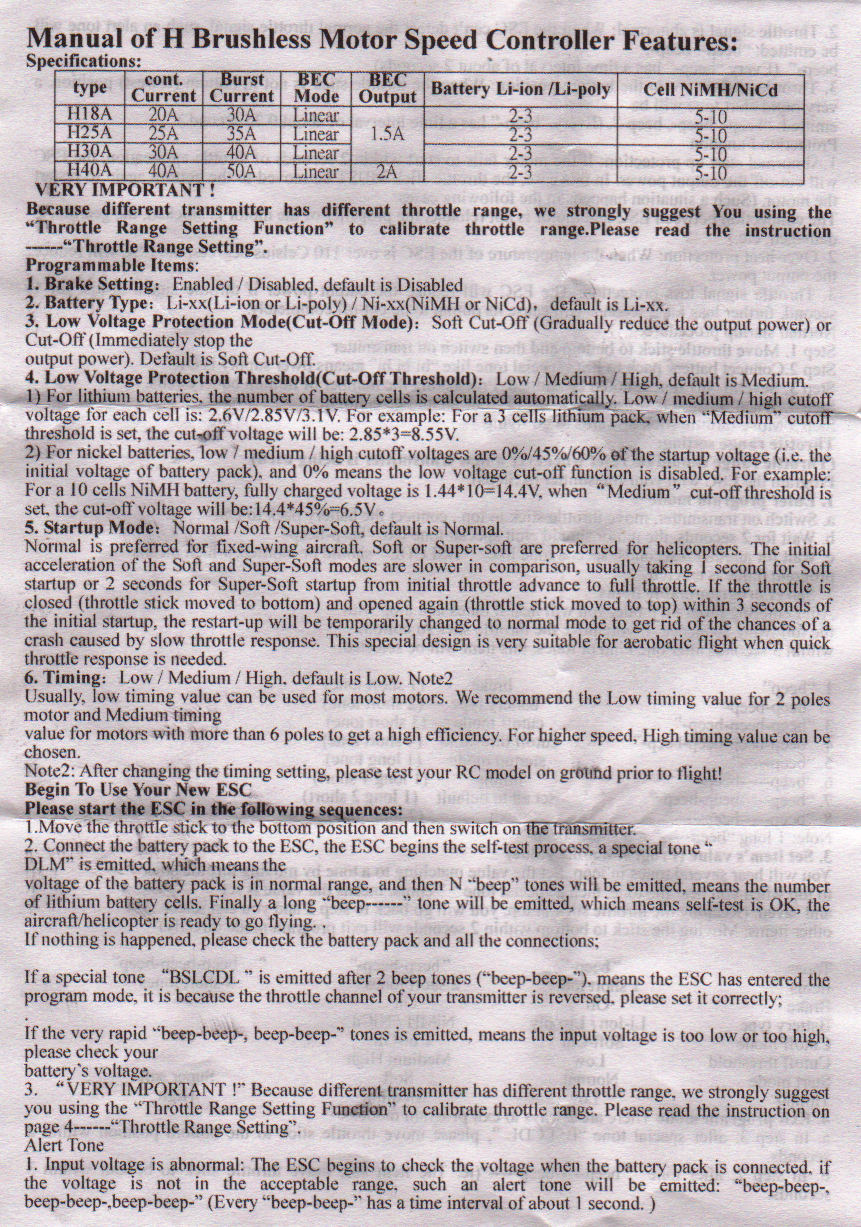 Manual of H Brushless Motor Speed Controller Features:
Specifications:
type cont. Current Burst Current BEC Mode BEC Output Battery Li-ion /Li-poly Cell NiMH/NiCd
H18A 20A 30A Linear 1.5A 2-3 5-10
H25A 25A 35A Linear 2-3 5-10
H30A 30A 40A Linear 2-3 5-10
H40A 40A 50A Linear 2A 2-3 5-10
VERY IMPORTANT !
Because different transmitter has different throttle range, we strongly suggest You using the
“Throttle Range Setting Function” to calibrate throttle range.Please read the instruction
-----“Throttle Range Setting”.
Programmable Items:
1. Brake Setting: Enabled / Disabled, default is Disabled
2. Battery Type: Li-xx(Li-ion or Li-poly) / Ni-xx(NiMH or NiCd), default is Li-xx.
3. Low Voltage Protection Mode(Cut-Off Mode): Soft Cut-Off (Gradually reduce the output power) or
Cut-Off (Immediately stop the
output power). Default is Soft Cut-Off.
4. Low Voltage Protection Threshold(Cut-Off Threshold): Low / Medium / High, default is Medium.
1) For lithium batteries, the number of battery cells is calculated automatically. Low / medium / high cutoff
voltage for each cell is: 2.6V/2.85V/3.1V. For example: For a 3 cells lithium pack, when “Medium” cutoff
threshold is set, the cut-off voltage will be: 2.85*3=8.55V.
2) For nickel batteries, low / medium / high cutoff voltages are 0%/45%/60% of the startup voltage (i.e. the
initial voltage of battery pack), and 0% means the low voltage cut-off function is disabled. For example:
For a 10 cells NiMH battery, fully charged voltage is 1.44*10=14.4V, when “Medium” cut-off threshold is
set, the cut-off voltage will be:14.4*45%=6.5V。
5. Startup Mode: Normal /Soft /Super-Soft, default is Normal.
Normal is preferred for fixed-wing aircraft. Soft or Super-soft are preferred for helicopters. The initial
acceleration of the Soft and Super-Soft modes are slower in comparison, usually taking 1 second for Soft
startup or 2 seconds for Super-Soft startup from initial throttle advance to full throttle. If the throttle is
closed (throttle stick moved to bottom) and opened again (throttle stick moved to top) within 3 seconds of
the initial startup, the restart-up will be temporarily changed to normal mode to get rid of the chances of a
crash caused by slow throttle response. This special design is very suitable for aerobatic flight when quick
throttle response is needed.
6. Timing: Low / Medium / High, default is Low. Note2
Usually, low timing value can be used for most motors. We recommend the Low timing value for 2 poles
motor and Medium timing
value for motors with more than 6 poles to get a high efficiency. For higher speed, High timing value can be
chosen.
Note2: After changing the timing setting, please test your RC model on ground prior to flight!
Begin To Use Your New ESC
Please start the ESC in the following sequences:
1.Move the throttle stick to the bottom position and then switch on the transmitter.
2. Connect the battery pack to the ESC, the ESC begins the self-test process, a special tone “
DLM” is emitted, which means the
voltage of the battery pack is in normal range, and then N “beep” tones will be emitted, means the number
of lithium battery cells. Finally a long “beep------” tone will be emitted, which means self-test is OK, the
aircraft/helicopter is ready to go flying. .
If nothing is happened, please check the battery pack and all the connections;
If a special tone “BSLCDL ” is emitted after 2 beep tones (“beep-beep-”), means the ESC has entered the
program mode, it is because the throttle channel of your transmitter is reversed, please set it correctly;
.
If the very rapid “beep-beep-, beep-beep-” tones is emitted, means the input voltage is too low or too high,
please check your
battery’s voltage.
3. “VERY IMPORTANT !” Because different transmitter has different throttle range, we strongly suggest
you using the “Throttle Range Setting Function” to calibrate throttle range. Please read the instruction on
page 4------“Throttle Range Setting”.
Alert Tone
1. Input voltage is abnormal: The ESC begins to check the voltage when the battery pack is connected, if
the voltage is not in the acceptable range, such an alert tone will be emitted: “beep-beep-,
beep-beep-,beep-beep-” (Every “beep-beep-” has a time interval of about 1 second. )